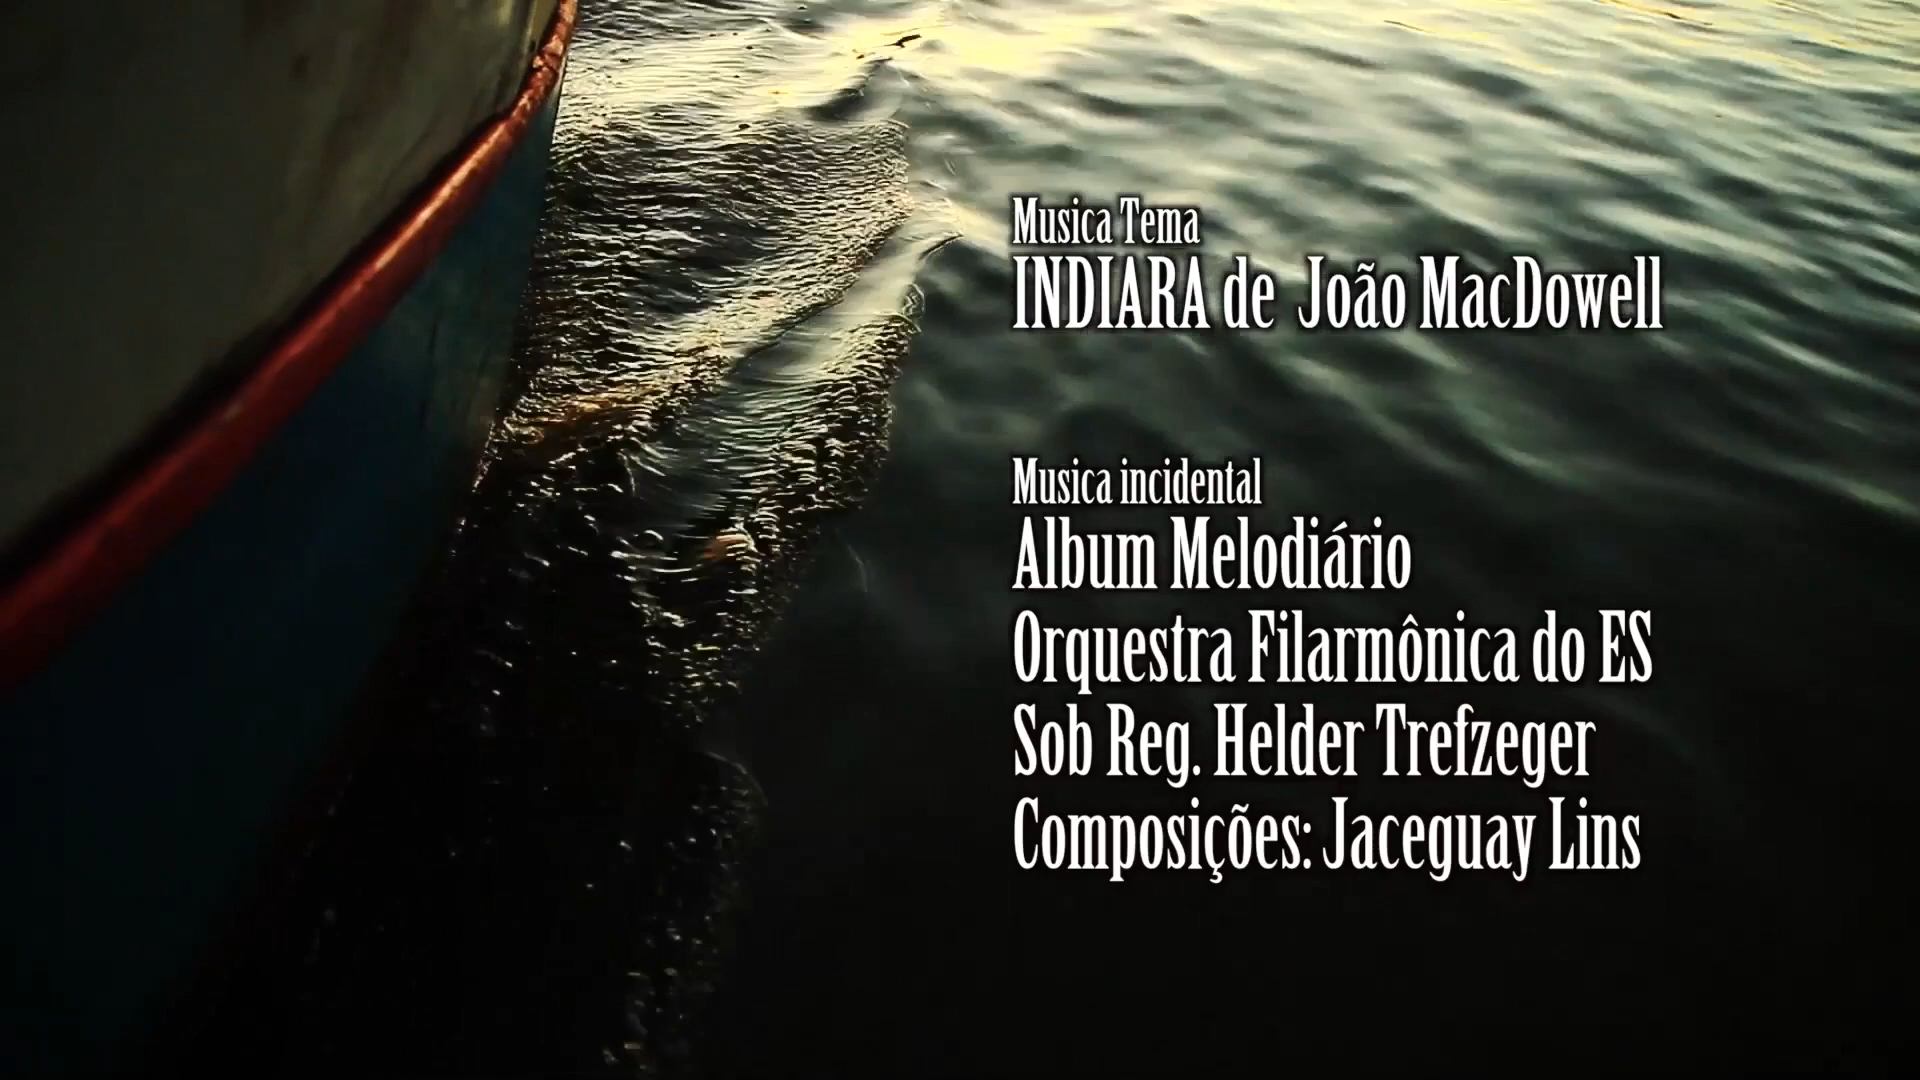 Musica Tema
INDIARA de João MacDowell
Musica incidental
Album Melodiário
Orquestra Filarmônica do ES
Sob Reg. Helder Trefzeger
Composições: Jaceguay Lins